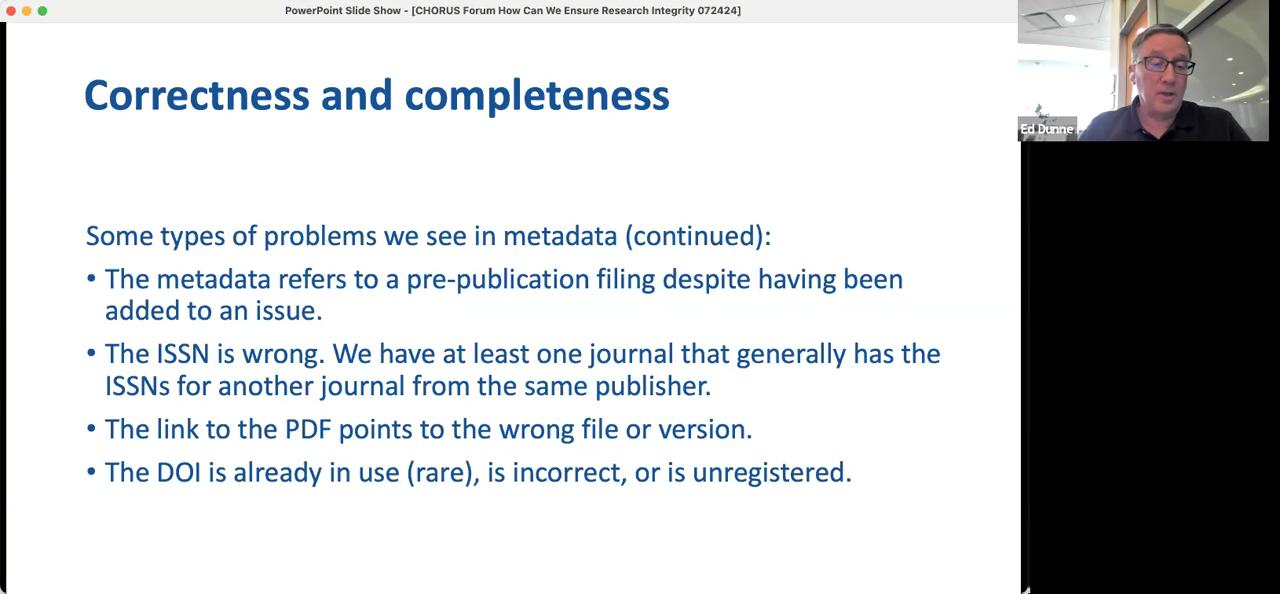 PowerPoint Slide Show - [CHORUS Forum How Can We Ensure Research Integrity 072424]
Correctness and completeness
Ed Dunne
Some types of problems we see in metadata (continued):
• The metadata refers to a pre-publication filing despite having been
added to an issue.
• The ISSN is wrong. We have at least one journal that generally has the
ISSNs for another journal from the same publisher.
• The link to the PDF points to the wrong file or version.
• The DOI is already in use (rare), is incorrect, or is unregistered.